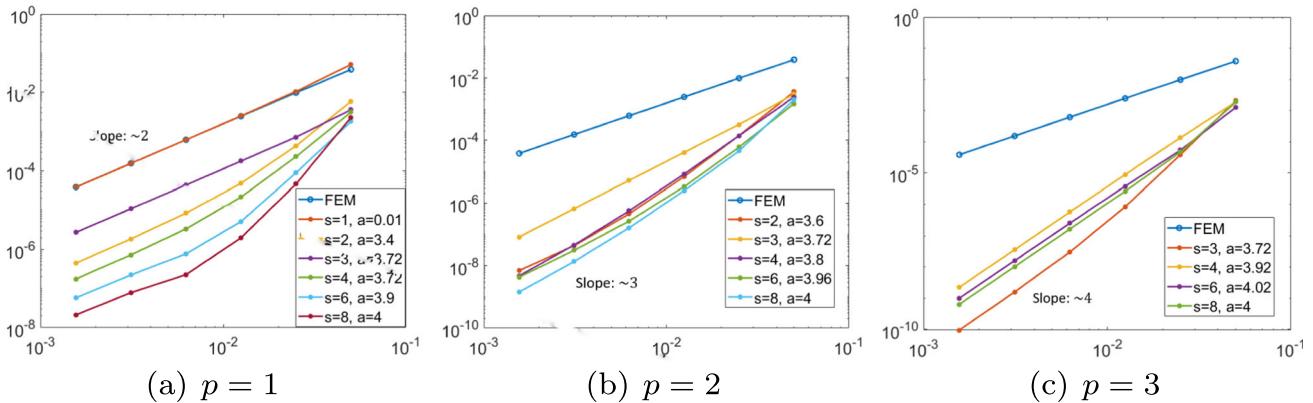 10^0
10^-2
10^-4
10^-6
10^-8
10^-3
10^-2
10^-1
Slope: ~2
FEM
s=1, a=0.01
s=2, a=3.4
s=3, a=3.72
s=4, a=3.72
s=6, a=3.9
s=8, a=4
(a) p = 1
10^0
10^-2
10^-4
10^-6
10^-8
10^-10
10^-3
10^-2
10^-1
Slope: ~3
FEM
s=2, a=3.6
s=3, a=3.72
s=4, a=3.8
s=6, a=3.96
s=8, a=4
(b) p = 2
10^0
10^-5
10^-10
10^-3
10^-2
10^-1
Slope: ~4
FEM
s=3, a=3.72
s=4, a=3.92
s=6, a=4.02
s=8, a=4
(c) p = 3